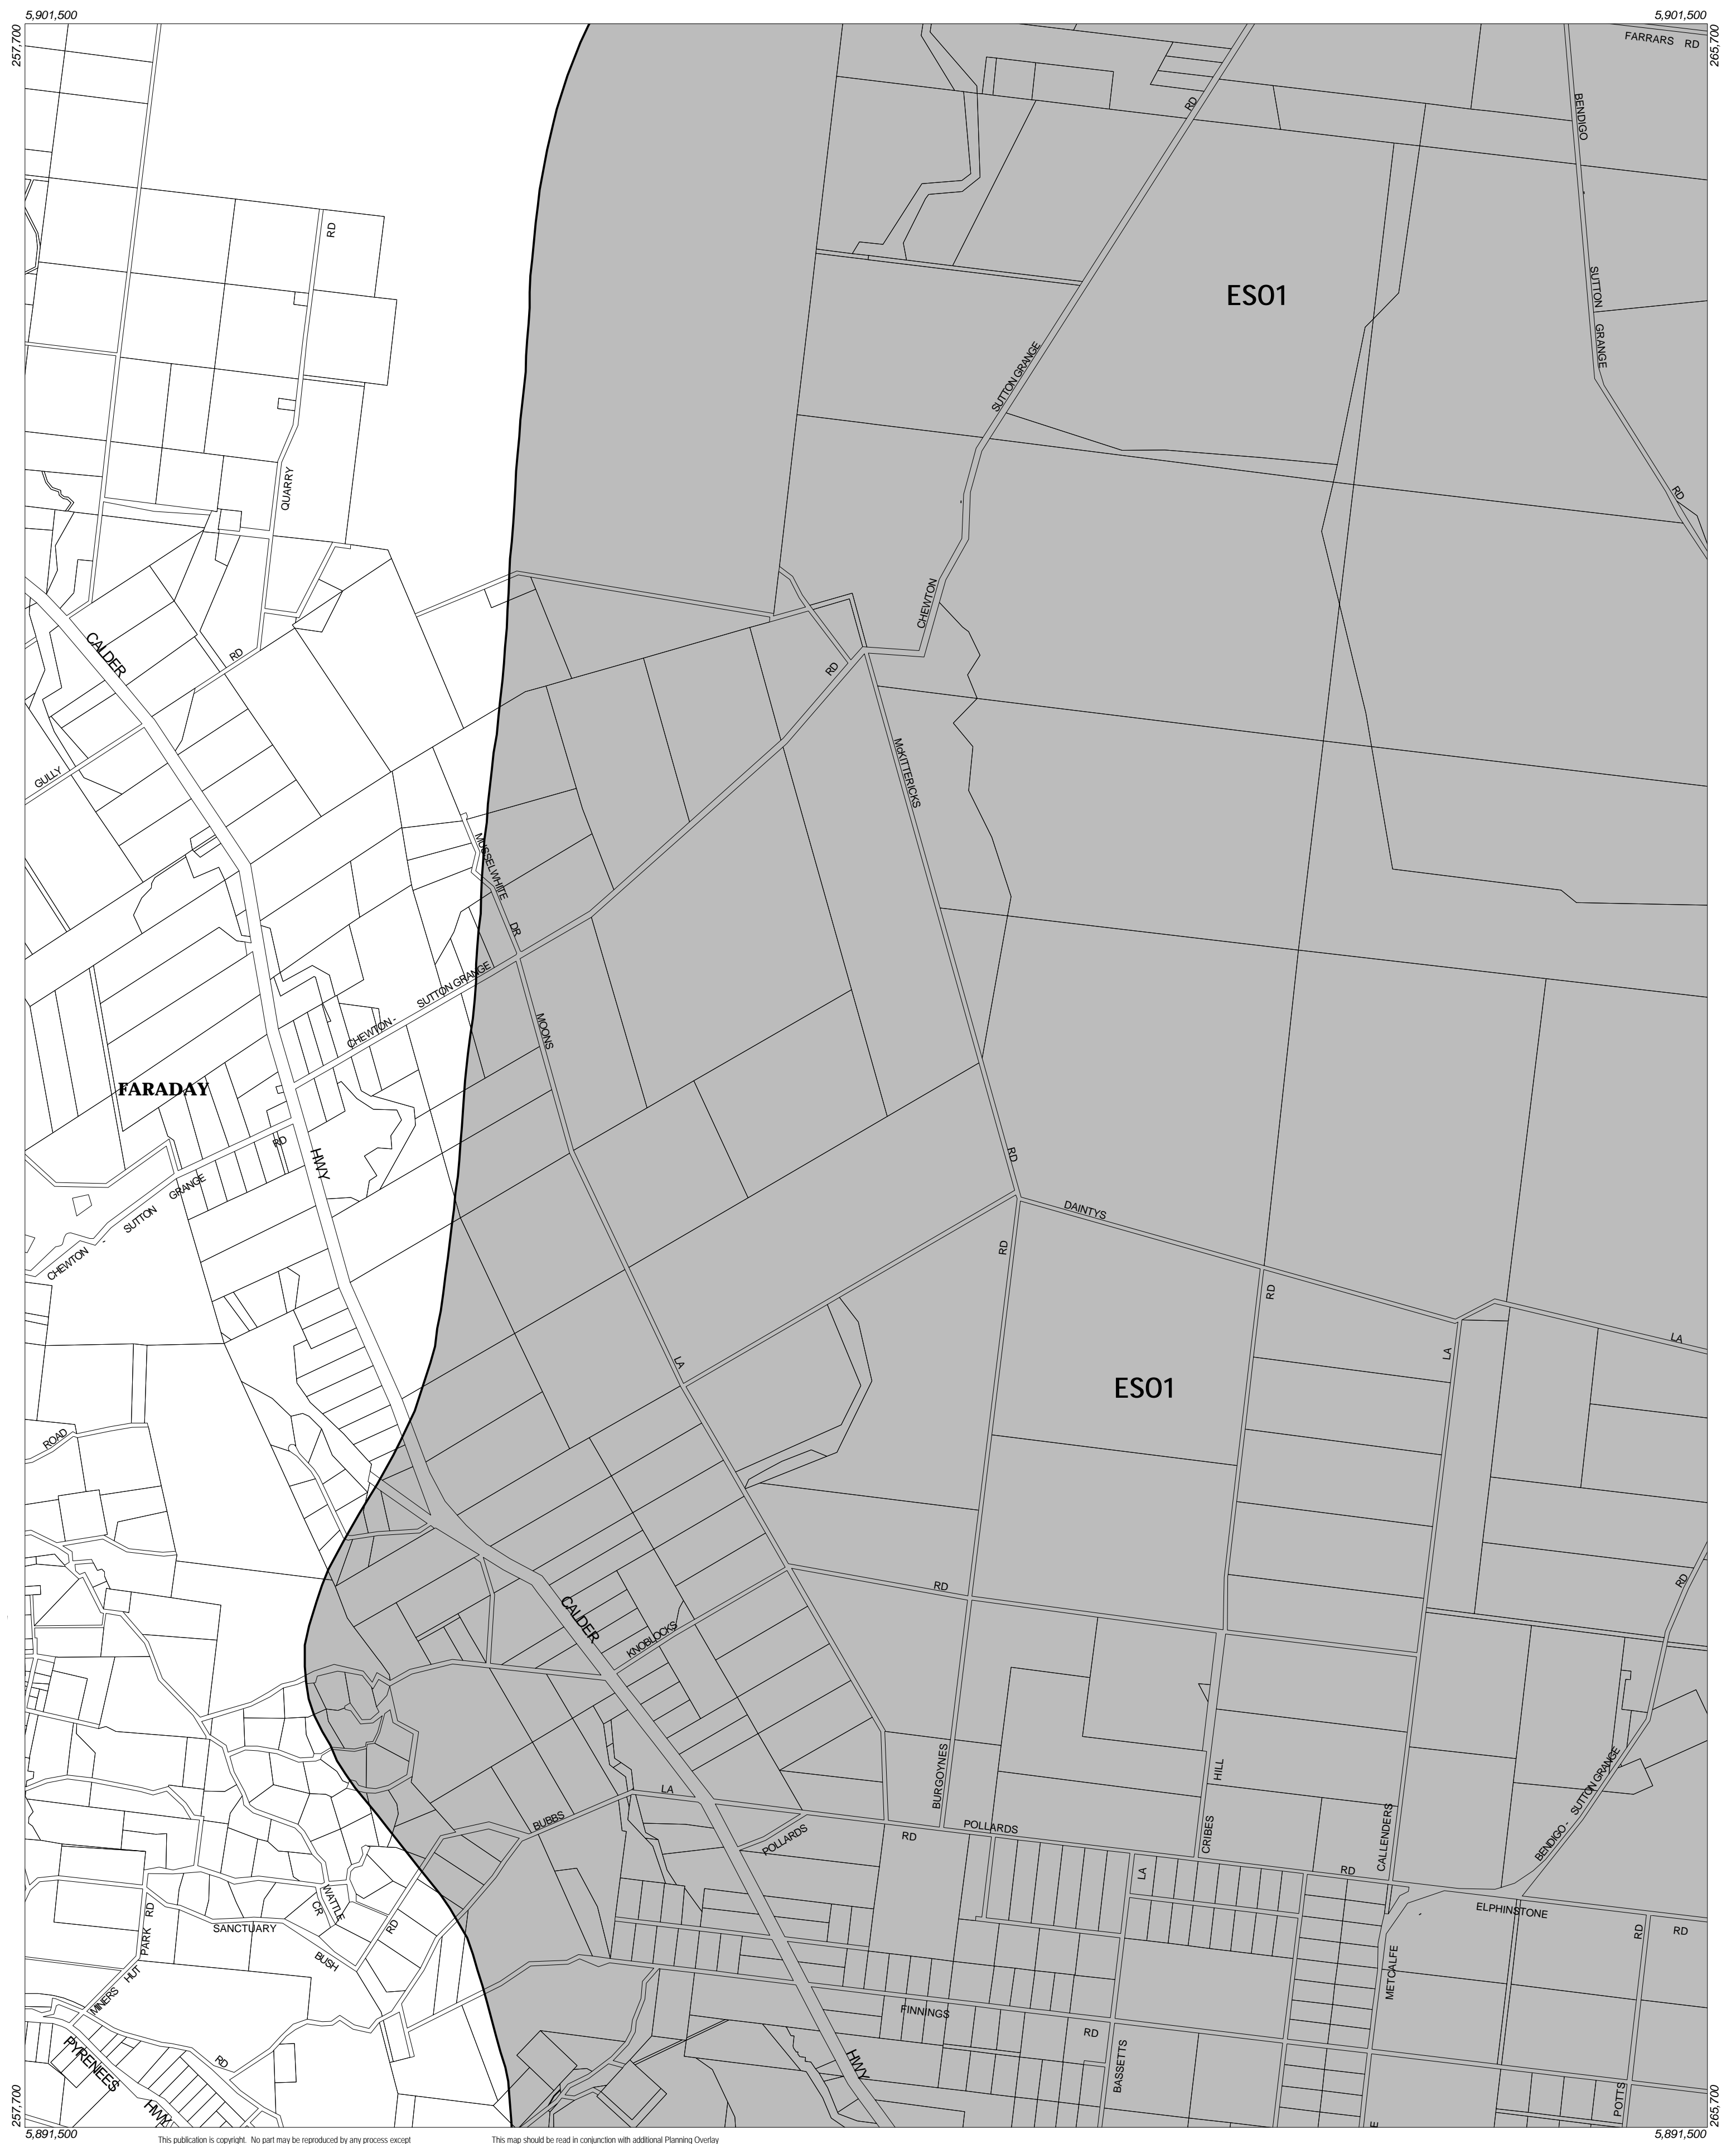 5,901,500
5,901,500
257,700
265,700
FARRARS RD
BENDIGO
RD
RD
SUTTON
GRANGE
ESO1
SUTTON GRANGE
QUARRY
RD
CHEWTON
CALDER
RD
RD
GULLY
McKITTERICKS
MUSSELWHITE
DR
SUTTON GRANGE
CHEWTON -
MOONS
FARADAY
RD
HWY
RD
GRANGE
SUTTON
-
CHEWTON
DAINTYS
RD
RD
LA
LA
LA
ESO1
ROAD
RD
RD
CALDER
KNOBLOCKS
BURGOYNES
HILL
SUTTON GRANGE
BENDIGO -
LA
BUBBS
POLLARDS
RD
POLLARDS
CRIBES
CALLENDERS
LA
RD
WATTLE
CR
RD
PARK
SANCTUARY
RD
BUSH
ELPHINSTONE
RD
RD
METCALFE
HUT
MINERS
FINNINGS
RD
PYRENEES
HWY
RD
HWY
BASSETTS
POTTS
E
257,700
265,700
5,891,500
5,891,500
This publication is copyright. No part may be reproduced by any process except
This map should be read in conjunction with additional Planning Overlay